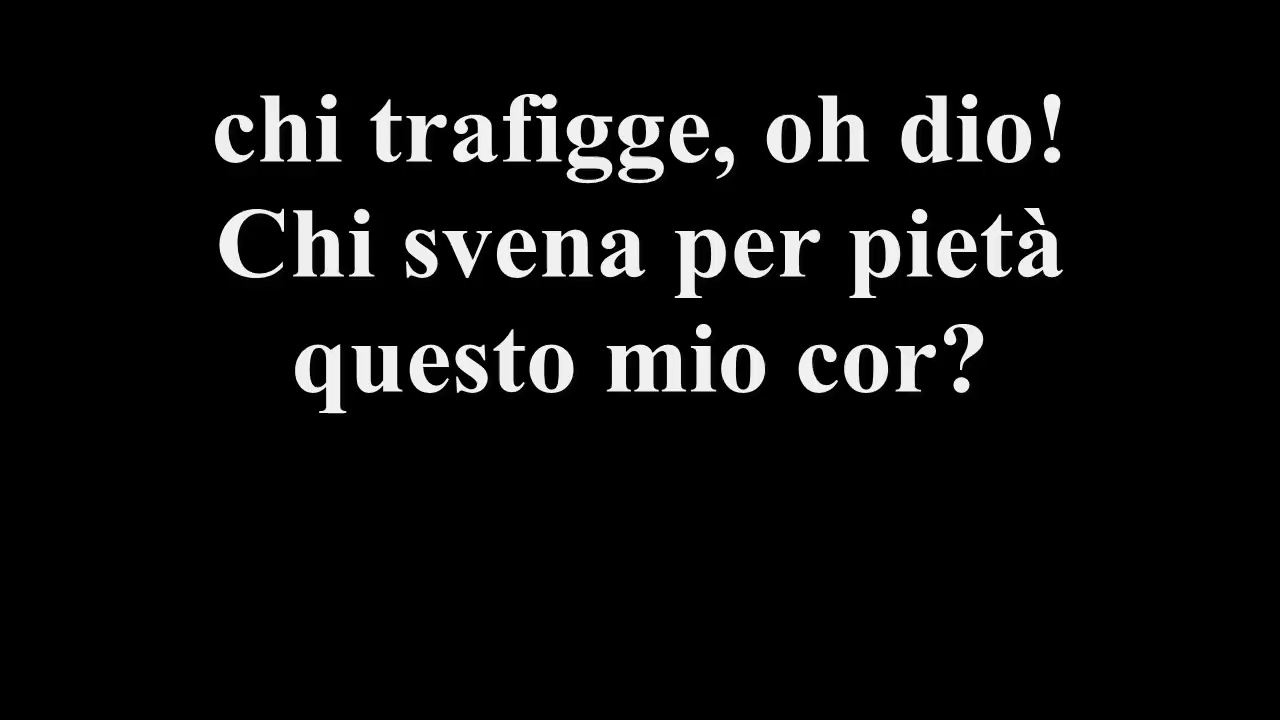 chi trafigge, oh dio!
Chi svena per pietà
questo mio cor?